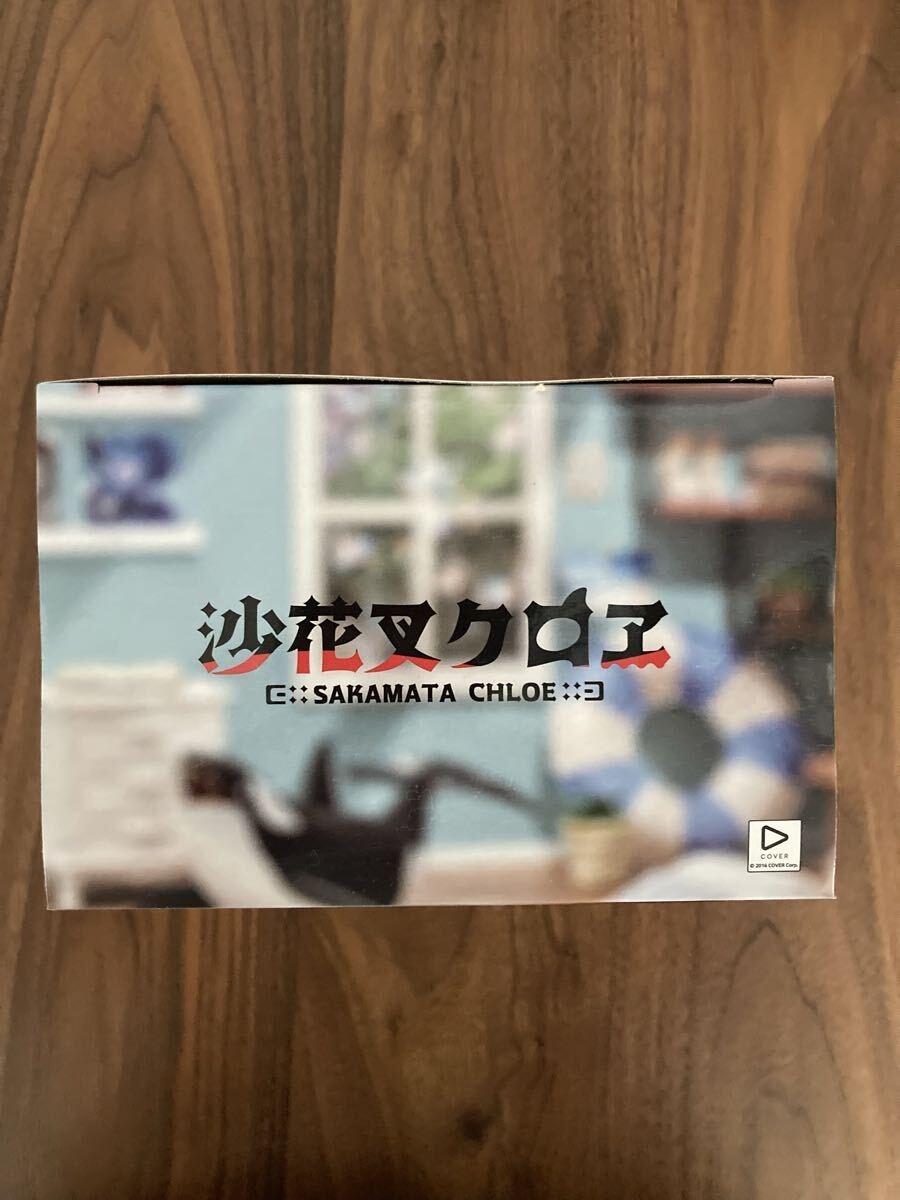 沙花叉クロヱ
SAKAMATA CHLOE
COVER
© 2016 COVER Corp.